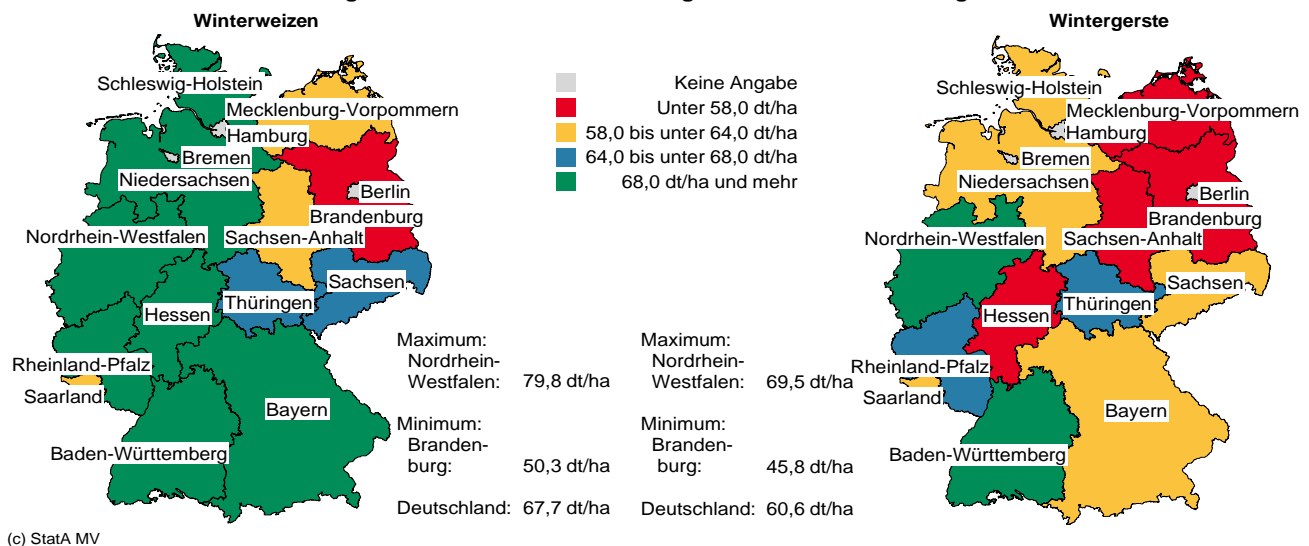 Winterweizen
Schleswig-Holstein
Mecklenburg-Vorpommern
Hamburg
Bremen
Niedersachsen
Berlin
Brandenburg
Nordrhein-Westfalen
Sachsen-Anhalt
Sachsen
Thüringen
Hessen
Rheinland-Pfalz
Saarland
Bayern
Baden-Württemberg
Keine Angabe
Unter 58,0 dt/ha
58,0 bis unter 64,0 dt/ha
64,0 bis unter 68,0 dt/ha
68,0 dt/ha und mehr
Maximum:
Nordrhein-
Westfalen: 79,8 dt/ha
Minimum:
Branden-
burg: 50,3 dt/ha
Deutschland: 67,7 dt/ha
Maximum:
Nordrhein-
Westfalen: 69,5 dt/ha
Minimum:
Branden-
burg: 45,8 dt/ha
Deutschland: 60,6 dt/ha
Wintergerste
Schleswig-Holstein
Mecklenburg-Vorpommern
Hamburg
Bremen
Niedersachsen
Berlin
Brandenburg
Nordrhein-Westfalen
Sachsen-Anhalt
Sachsen
Thüringen
Hessen
Rheinland-Pfalz
Saarland
Bayern
Baden-Württemberg
(c) StatA MV